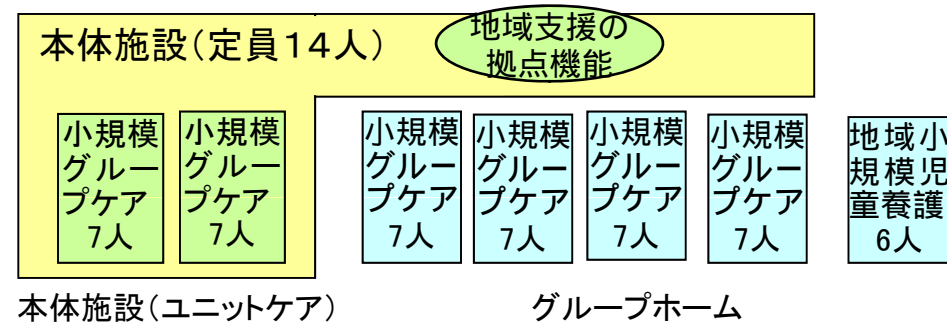 本体施設（定員１４人）
地域支援の
拠点機能
小規模
グルー
プケア
7人
小規模
グルー
プケア
7人
小規模
グルー
プケア
7人
小規模
グルー
プケア
7人
小規模
グルー
プケア
7人
小規模
グルー
プケア
7人
地域小
規模児
童養護
6人
本体施設（ユニットケア）
グループホーム